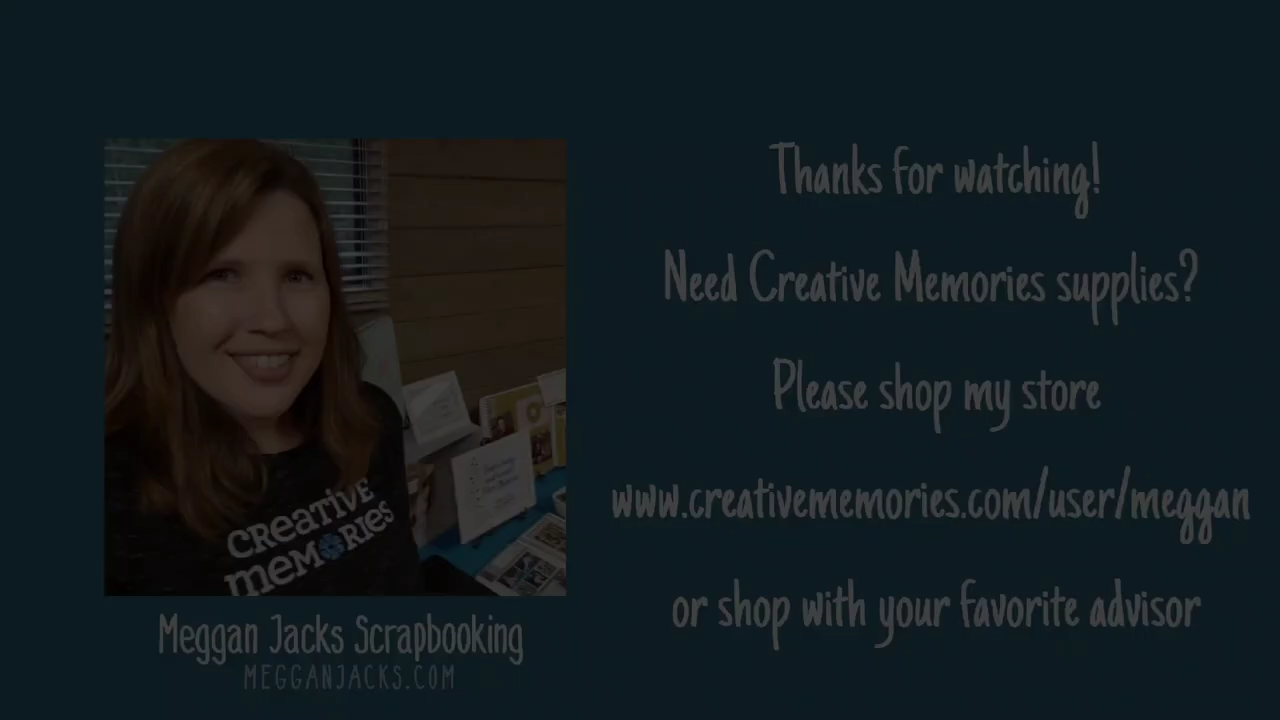 CREATIVE
MEMORIES
Meggan Jacks Scrapbooking
MEGGANJACKS.COM
Thanks for watching!
Need Creative Memories supplies?
Please shop my store
www.creativememories.com/user/meggan
or shop with your favorite advisor